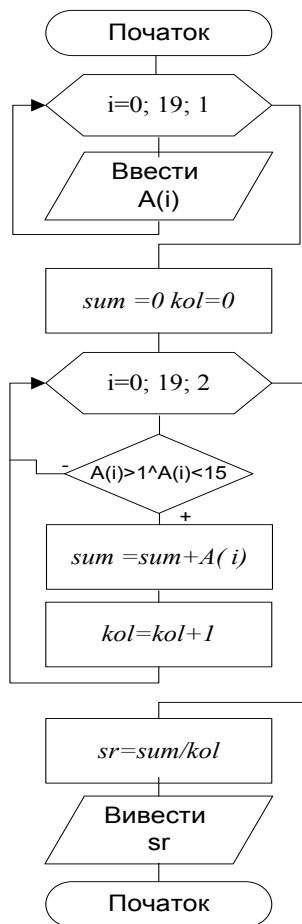 Початок
i=0; 19; 1
Ввести
A(i)
sum =0 kol=0
i=0; 19; 2
A(i)>1^A(i)<15
-
+
sum =sum+A( i)
kol=kol+1
sr=sum/kol
Вивести
sr
Початок